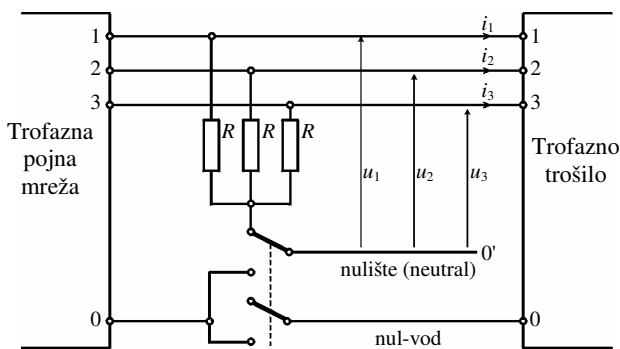 1
2
3
0
Trofazna
pojna
mreža
R
R
R
i1
i2
i3
u1
u2
u3
0'
nulište (neutral)
nul-vod
1
2
3
0
Trofazno
trošilo